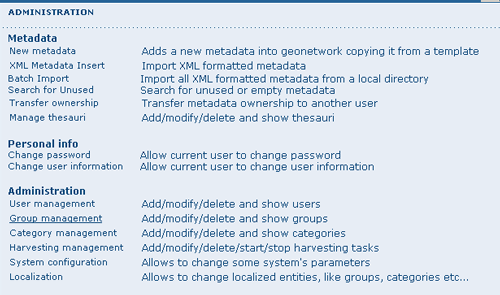 ADMINISTRATION
Metadata
New metadata Adds a new metadata into geonetwork copying it from a template
XML Metadata Insert Import XML formatted metadata
Batch Import Import all XML formatted metadata from a local directory
Search for Unused Search for unused or empty metadata
Transfer ownership Transfer metadata ownership to another user
Manage thesauri Add/modify/delete and show thesauri
Personal info
Change password Allow current user to change password
Change user information Allow current user to change user information
Administration
User management Add/modify/delete and show users
Group management Add/modify/delete and show groups
Category management Add/modify/delete and show categories
Harvesting management Add/modify/delete/start/stop harvesting tasks
System configuration Allows to change some system's parameters
Localization Allows to change localized entities, like groups, categories etc...